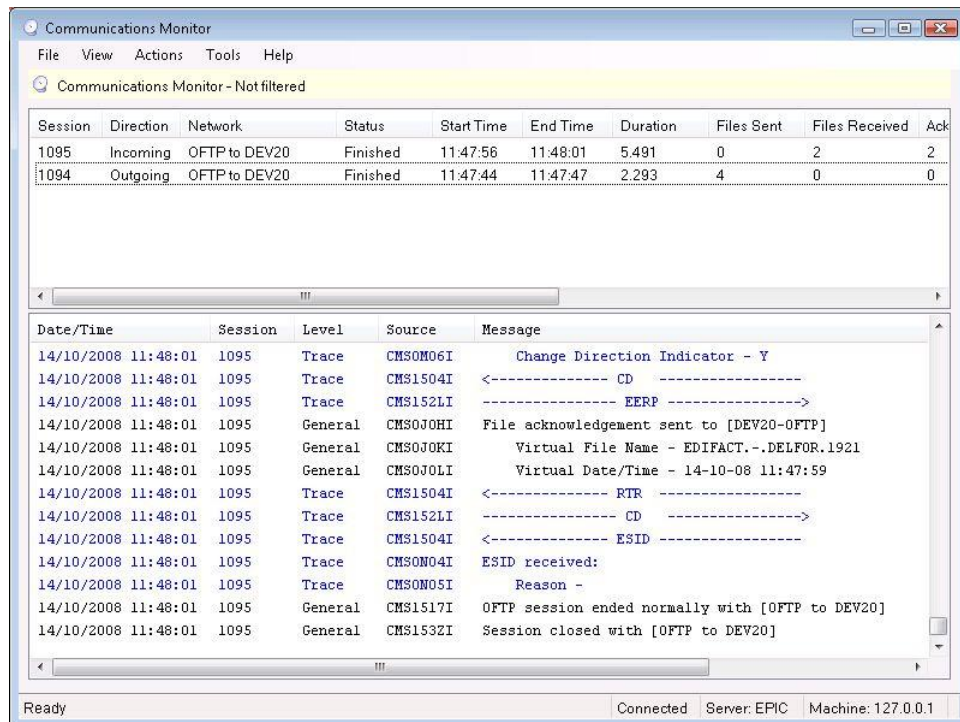 Communications Monitor
File View Actions Tools Help
Communications Monitor - Not filtered
Session Direction Network Status Start Time End Time Duration Files Sent Files Received Ack
1095 Incoming OFTP to DEV20 Finished 11:47:56 11:48:01 5.491 0 2 2
1094 Outgoing OFTP to DEV20 Finished 11:47:44 11:47:47 2.293 4 0 0
Date/Time Session Level Source Message
14/10/2008 11:48:01 1095 Trace CMS0M06I Change Direction Indicator - Y
14/10/2008 11:48:01 1095 Trace CMS1504I <-------------- CD -----------------
14/10/2008 11:48:01 1095 Trace CMS152LI ---------------- EERP ---------------->
14/10/2008 11:48:01 1095 General CMS0J0HI File acknowledgement sent to [DEV20-OFTP]
14/10/2008 11:48:01 1095 General CMS0J0KI Virtual File Name - EDIFACT.-.DELFOR.1921
14/10/2008 11:48:01 1095 General CMS0J0LI Virtual Date/Time - 14-10-08 11:47:59
14/10/2008 11:48:01 1095 Trace CMS1504I <-------------- RTR -----------------
14/10/2008 11:48:01 1095 Trace CMS152LI ---------------- CD ---------------->
14/10/2008 11:48:01 1095 Trace CMS1504I <-------------- ESID -----------------
14/10/2008 11:48:01 1095 Trace CMS0N04I ESID received:
14/10/2008 11:48:01 1095 Trace CMS0N05I Reason -
14/10/2008 11:48:01 1095 General CMS1517I OFTP session ended normally with [OFTP to DEV20]
14/10/2008 11:48:01 1095 General CMS153ZI Session closed with [OFTP to DEV20]
Ready Connected Server: EPIC Machine: 127.0.0.1